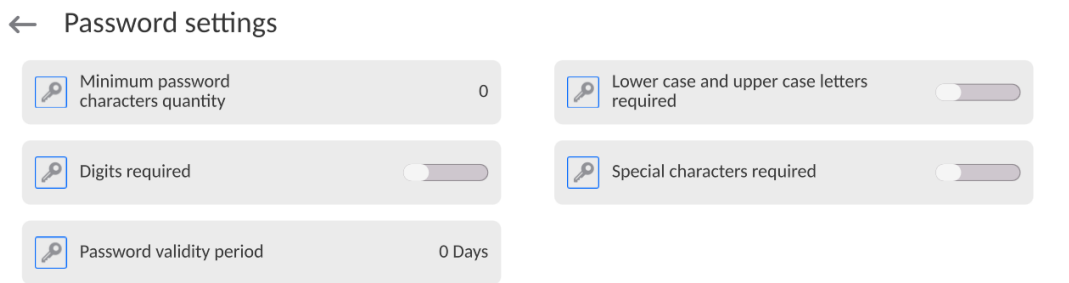 Password settings
Minimum password
characters quantity
0
Lower case and upper case letters
required
Digits required
Special characters required
Password validity period
0 Days